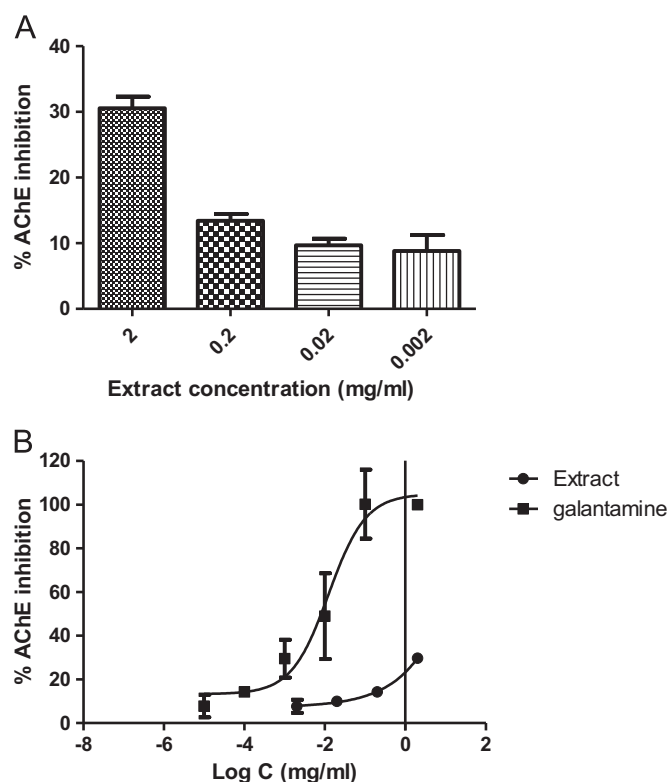 A
% AChE inhibition
40
30
20
10
0
2
0.2
0.02
0.002
Extract concentration (mg/ml)
B
% AChE inhibition
120
100
80
60
40
20
0
-8
-6
-4
-2
0
2
Log C (mg/ml)
Extract
galantamine